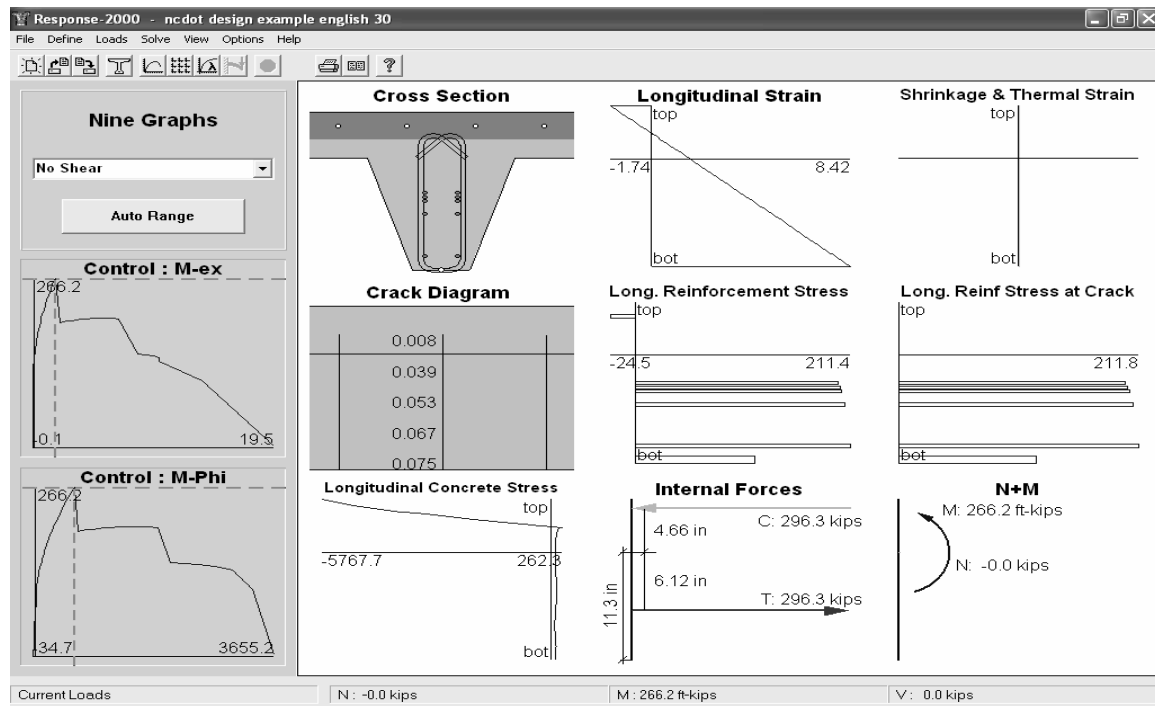 Response-2000 - ncdot design example english 30
File Define Loads Solve View Options Help
Nine Graphs
No Shear
Auto Range
Control : M-ex
266.2
-0.1
19.5
Control : M-Phi
266.2
-34.7
3655.2
Cross Section
Longitudinal Strain
top
-1.74
8.42
bot
Shrinkage & Thermal Strain
top
bot
Crack Diagram
0.008
0.039
0.053
0.067
0.075
Long. Reinforcement Stress
top
-24.5
211.4
bot
Long. Reinf Stress at Crack
top
211.8
bot
Longitudinal Concrete Stress
top
-5767.7
262.3
bot
Internal Forces
C: 296.3 kips
4.66 in
6.12 in
11.3 in
T: 296.3 kips
N+M
M: 266.2 ft-kips
N: -0.0 kips
Current Loads
N : -0.0 kips
M : 266.2 ft-kips
V : 0.0 kips